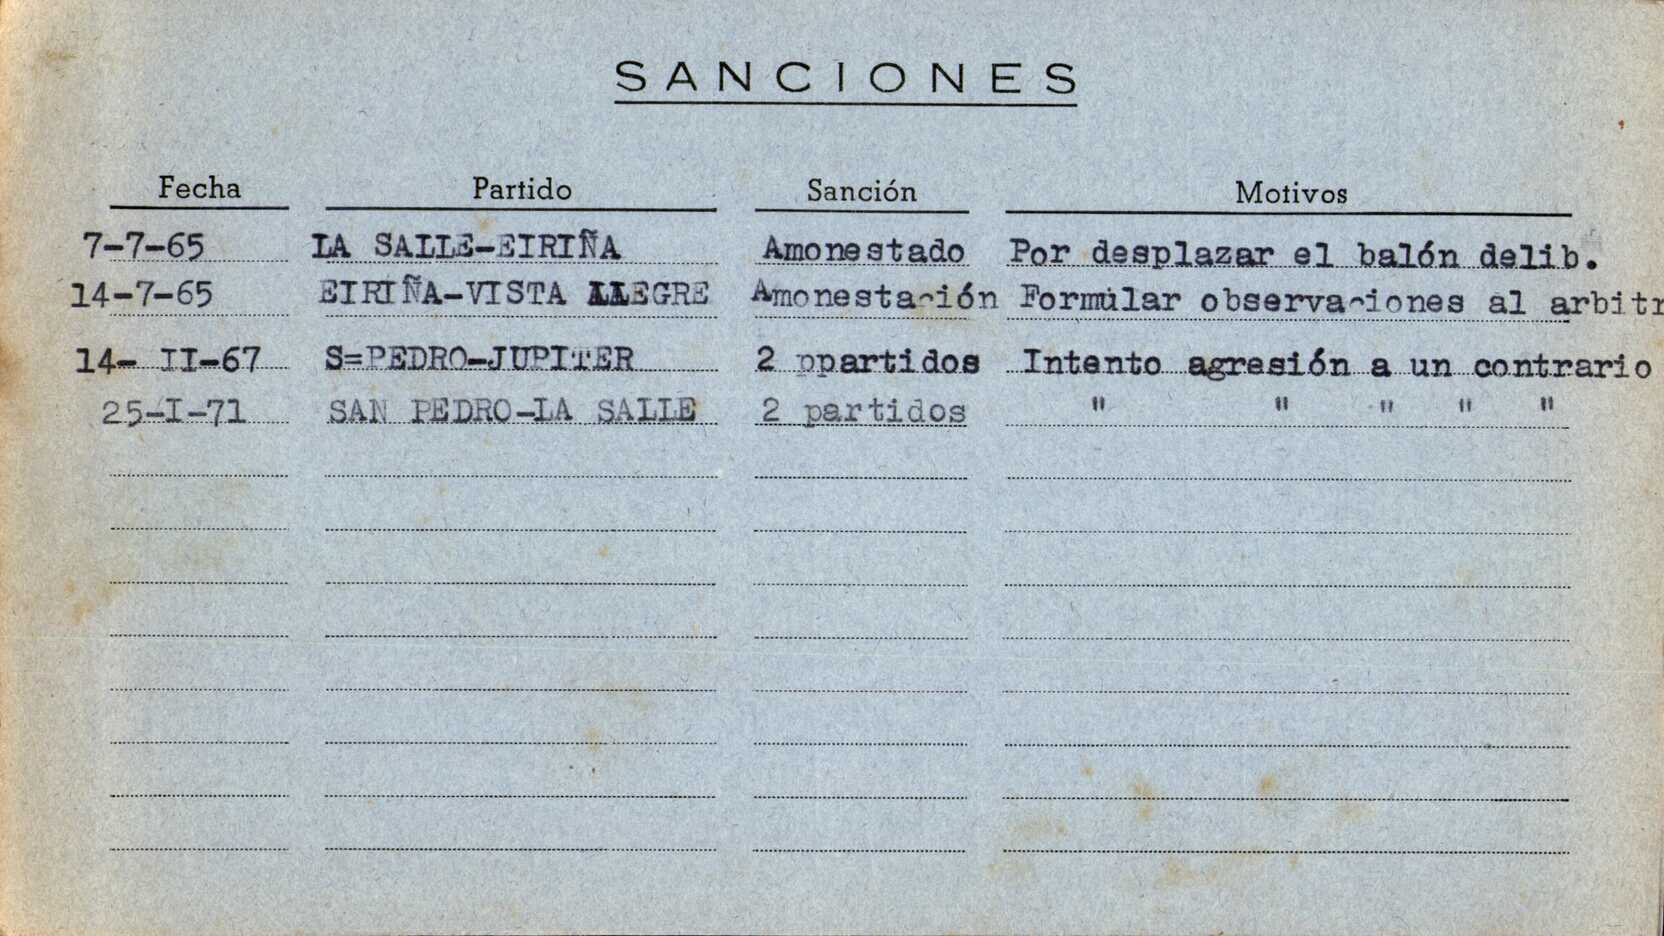 SANCIONES
Fecha Partido Sanción Motivos
7-7-65 LA SALLE-EIRIÑA Amonestado Por desplazar el balón delib.
14-7-65 EIRIÑA-VISTA ALEGRE Amonestación Formular observaciones al arbitr
14- II-67 S=PEDRO-JUPITER 2 ppartidos Intento agresión a un contrario
25-I-71 SAN PEDRO-LA SALLE 2 partidos " " " " "